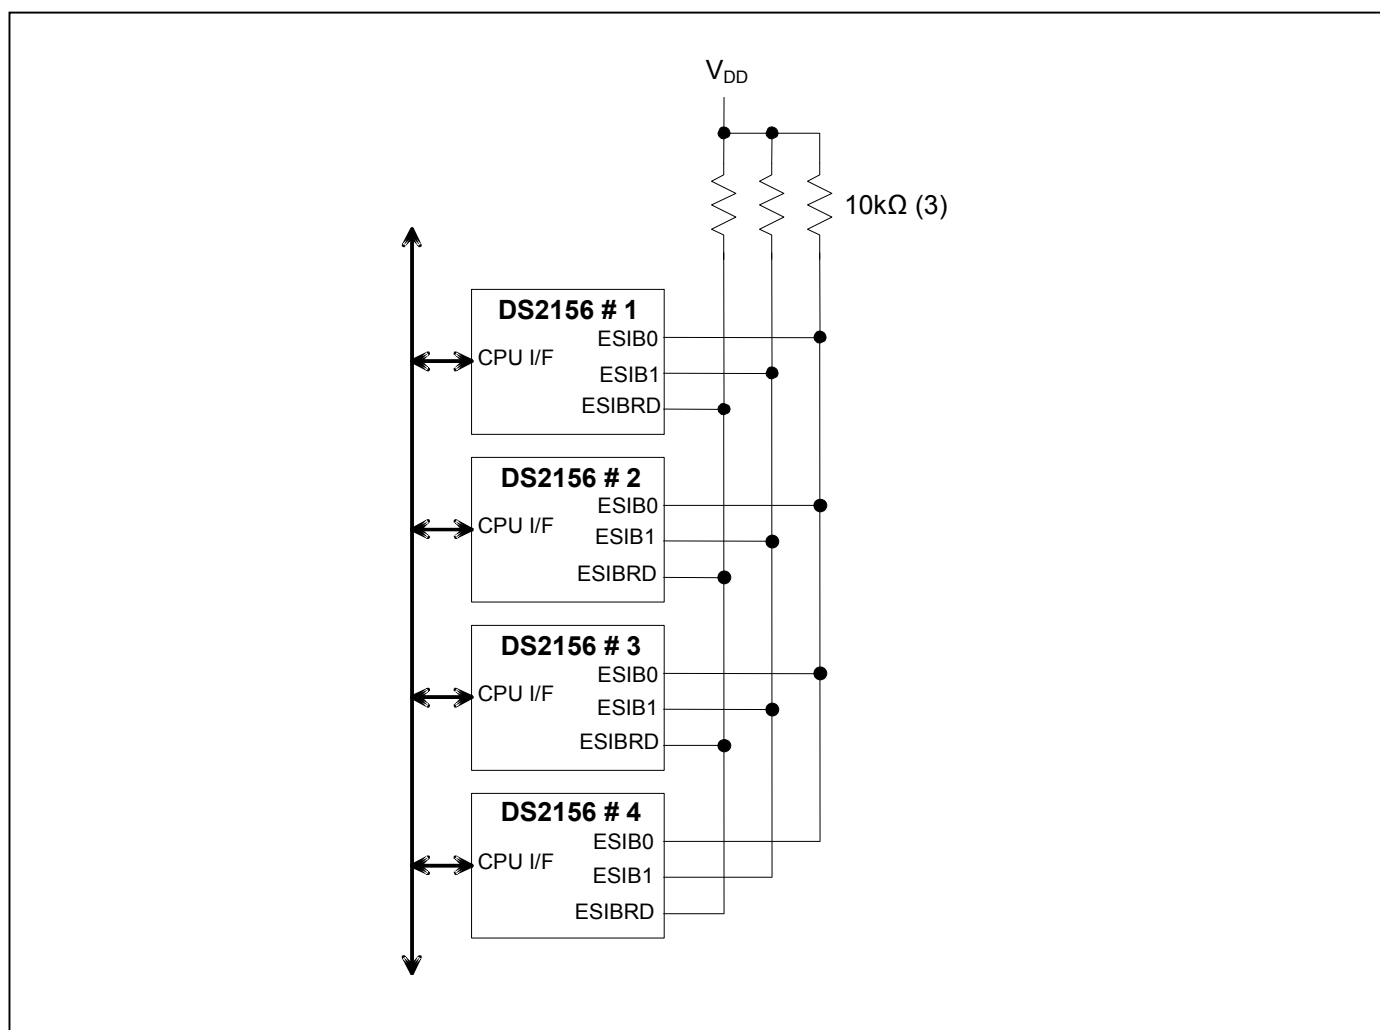 VDD
10kΩ (3)
DS2156 # 1
ESIB0
CPU I/F
ESIB1
ESIBRD
DS2156 # 2
ESIB0
CPU I/F
ESIB1
ESIBRD
DS2156 # 3
ESIB0
CPU I/F
ESIB1
ESIBRD
DS2156 # 4
ESIB0
CPU I/F
ESIB1
ESIBRD